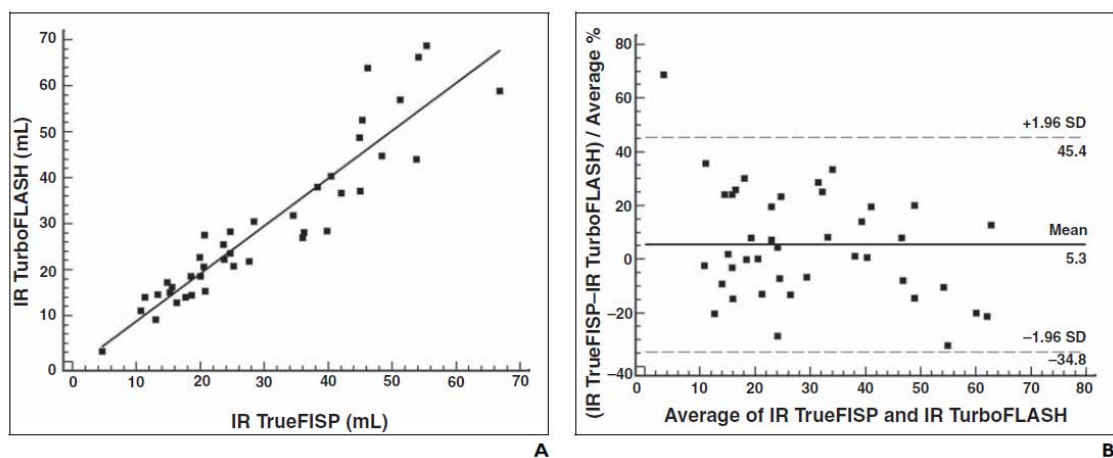 IR TurboFLASH (mL)
70
60
50
40
30
20
10
0
0 10 20 30 40 50 60 70
IR TrueFISP (mL)
A
(IR TrueFISP–IR TurboFLASH) / Average %
80
60
40
20
0
−20
−40
+1.96 SD
45.4
Mean
5.3
−1.96 SD
−34.8
10 20 30 40 50 60 70 80
Average of IR TrueFISP and IR TurboFLASH
B